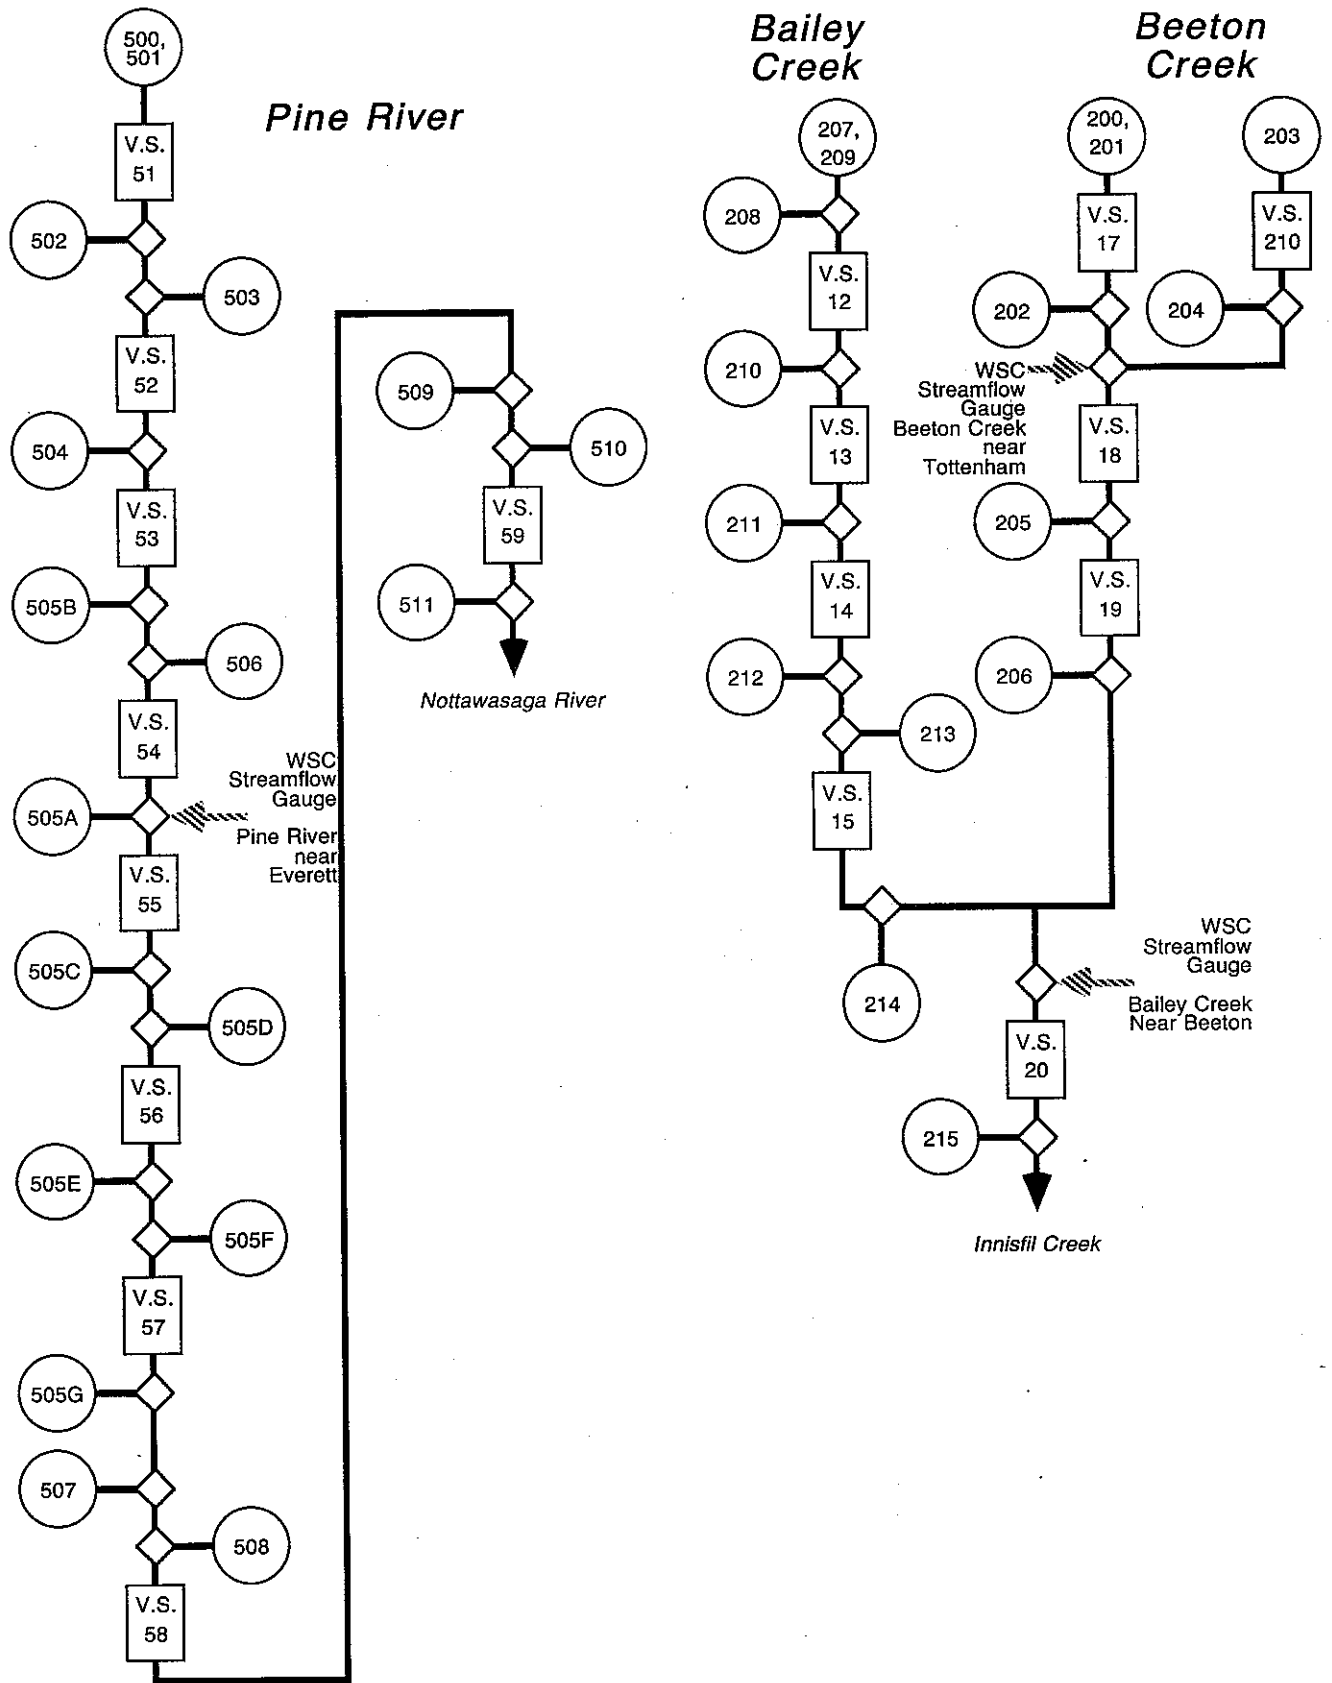 Pine River
500,
501
V.S.
51
502
503
V.S.
52
504
V.S.
53
505B
506
V.S.
54
505A
WSC
Streamflow
Gauge
Pine River
near
Everett
V.S.
55
505C
505D
V.S.
56
505E
505F
V.S.
57
505G
507
508
V.S.
58
509
510
V.S.
59
511
Nottawasaga River
Bailey
Creek
207,
209
208
V.S.
12
210
V.S.
13
211
V.S.
14
212
213
V.S.
15
214
Beeton
Creek
200,
201
203
V.S.
17
V.S.
210
202
204
WSC
Streamflow
Gauge
Beeton Creek
near
Tottenham
V.S.
18
205
V.S.
19
206
WSC
Streamflow
Gauge
Bailey Creek
Near Beeton
V.S.
20
215
Innisfil Creek